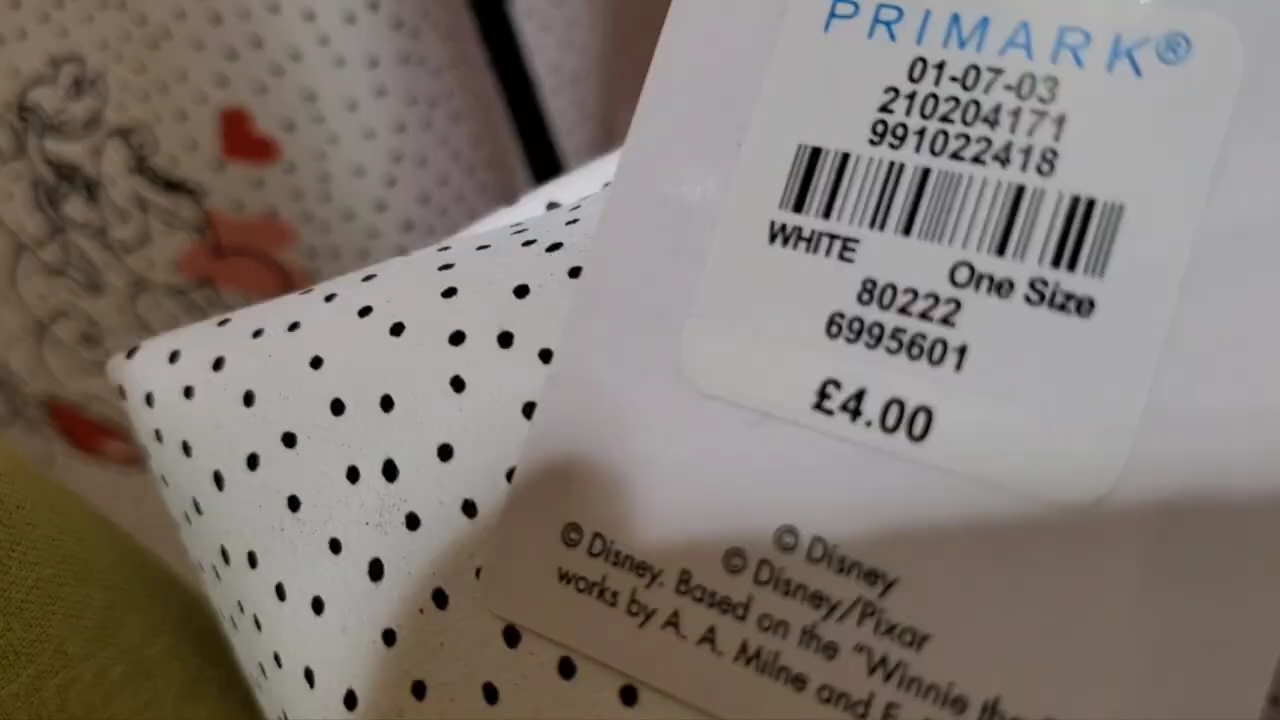 PRIMARK®
01-07-03
210204171
991022418
WHITE
One Size
80222
6995601
£4.00
© Disney
© Disney/Pixar
© Disney. Based on the "Winnie the
works by A. A. Milne and E.